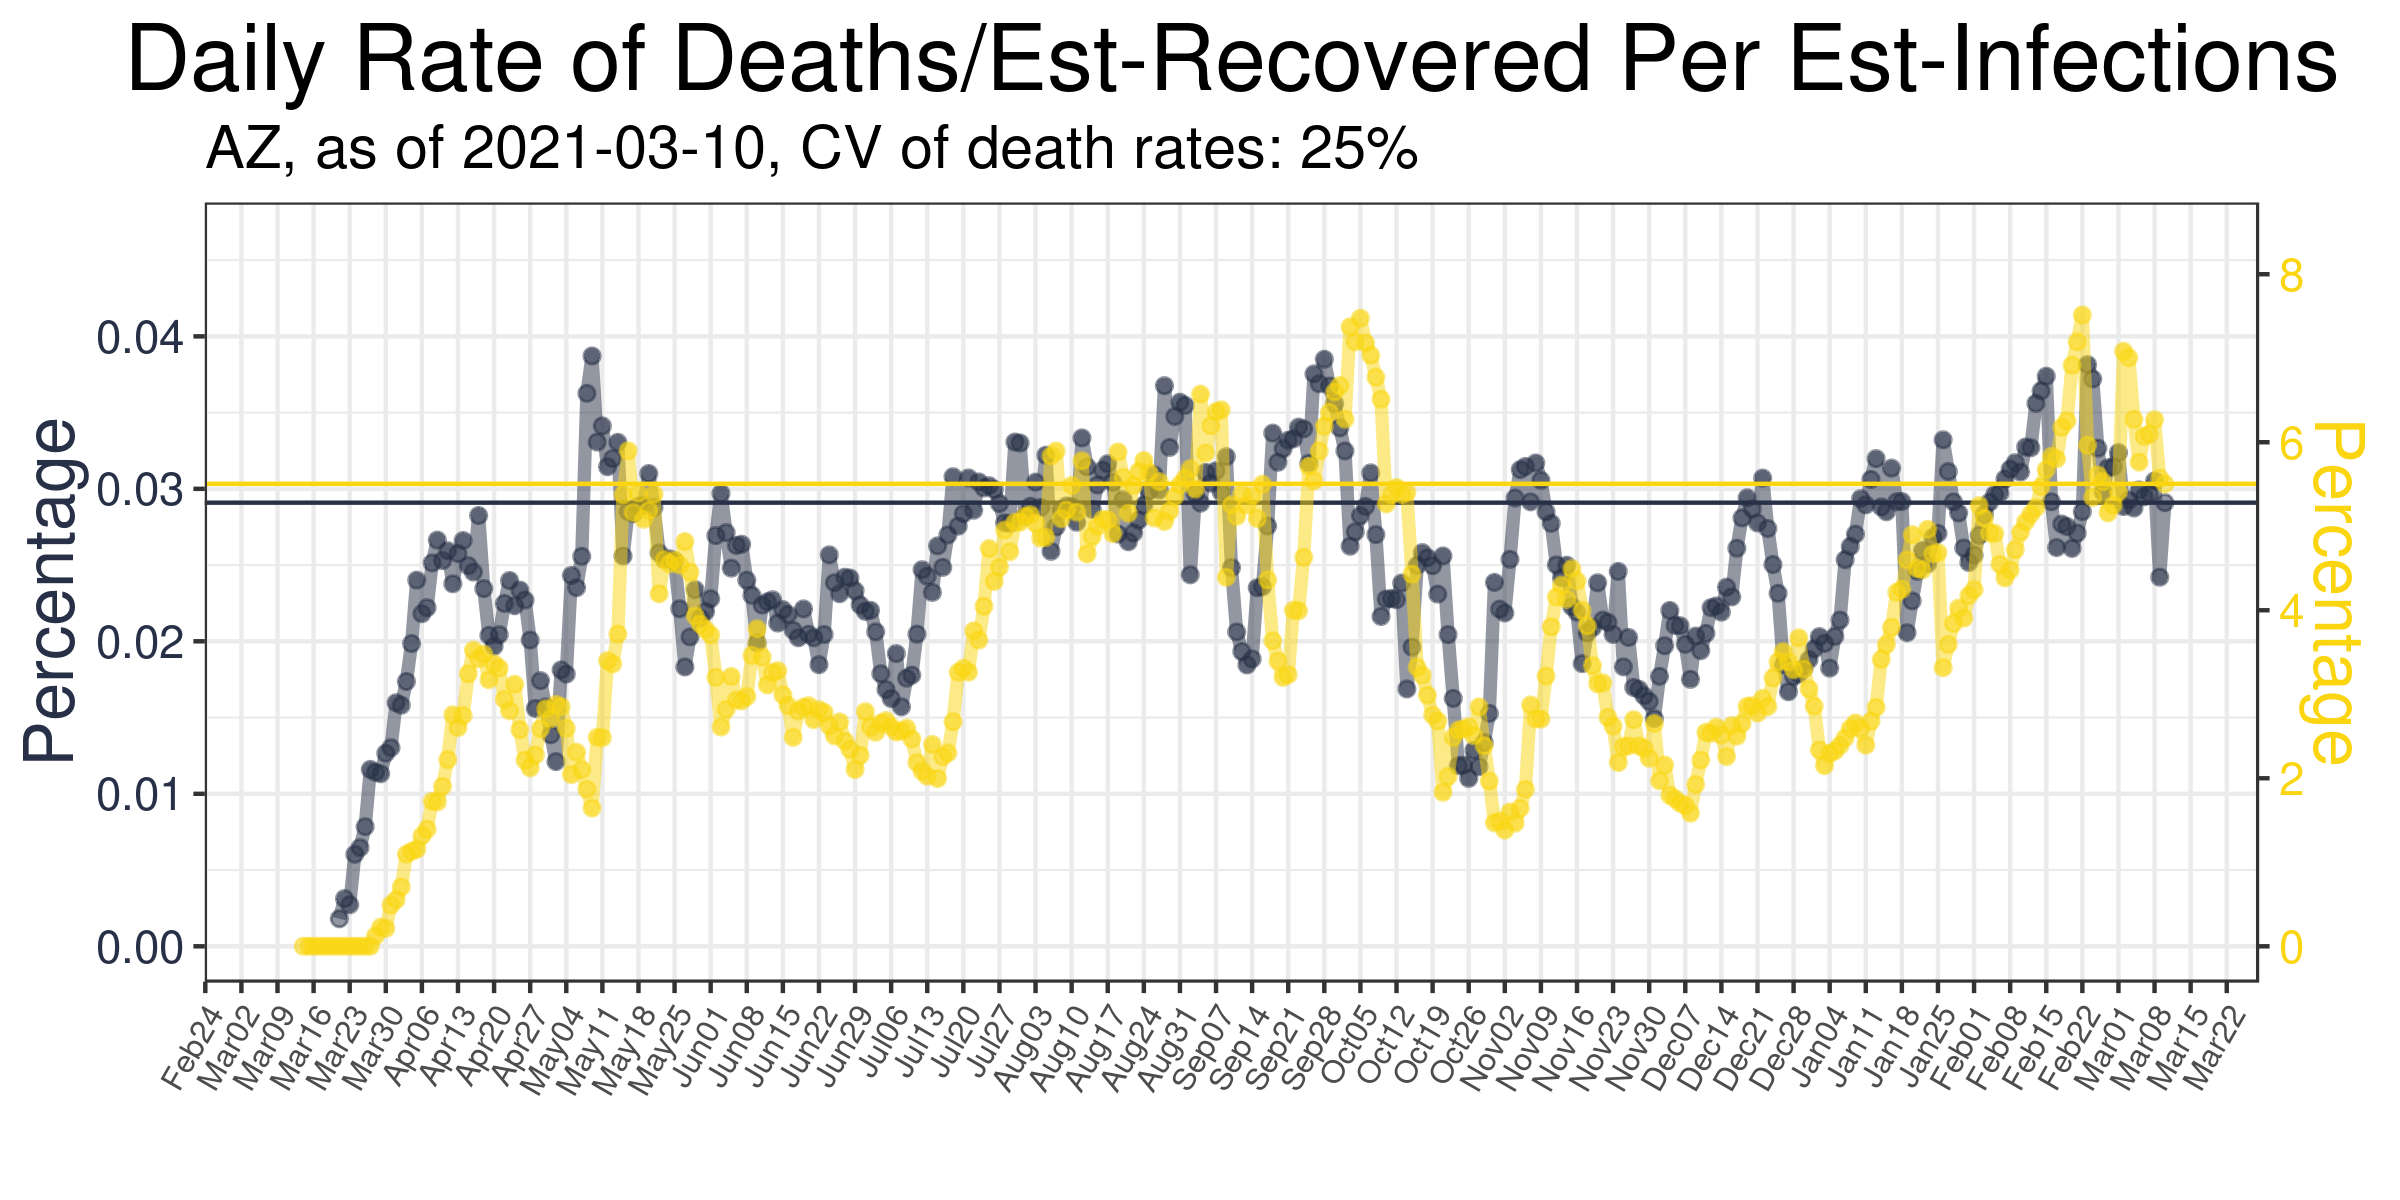 Daily Rate of Deaths/Est-Recovered Per Est-Infections
AZ, as of 2021-03-10, CV of death rates: 25%
Percentage
0.04
0.03
0.02
0.01
0.00
8
6
4
2
0
Percentage
Feb24 Mar02 Mar09 Mar16 Mar23 Mar30 Apr06 Apr13 Apr20 Apr27 May04 May11 May18 May25 Jun01 Jun08 Jun15 Jun22 Jun29 Jul06 Jul13 Jul20 Jul27 Aug03 Aug10 Aug17 Aug24 Aug31 Sep07 Sep14 Sep21 Sep28 Oct05 Oct12 Oct19 Oct26 Nov02 Nov09 Nov16 Nov23 Nov30 Dec07 Dec14 Dec21 Dec28 Jan04 Jan11 Jan18 Jan25 Feb01 Feb08 Feb15 Feb22 Mar01 Mar08 Mar15 Mar22